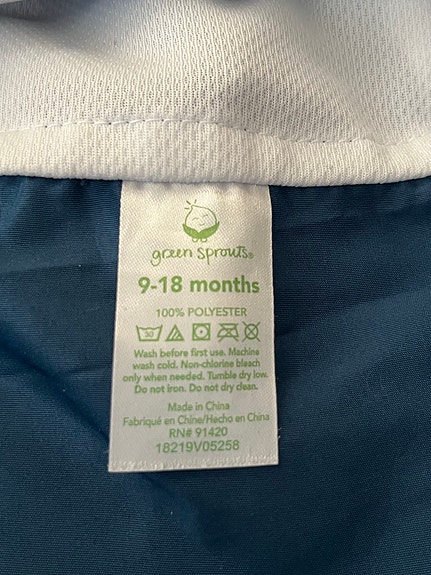 green sprouts®
9-18 months
100% POLYESTER
30
Wash before first use. Machine
wash cold. Non-chlorine bleach
only when needed. Tumble dry low.
Do not iron. Do not dry clean.
Made in China
Fabriqué en Chine/Hecho en China
RN# 91420
18219V05258